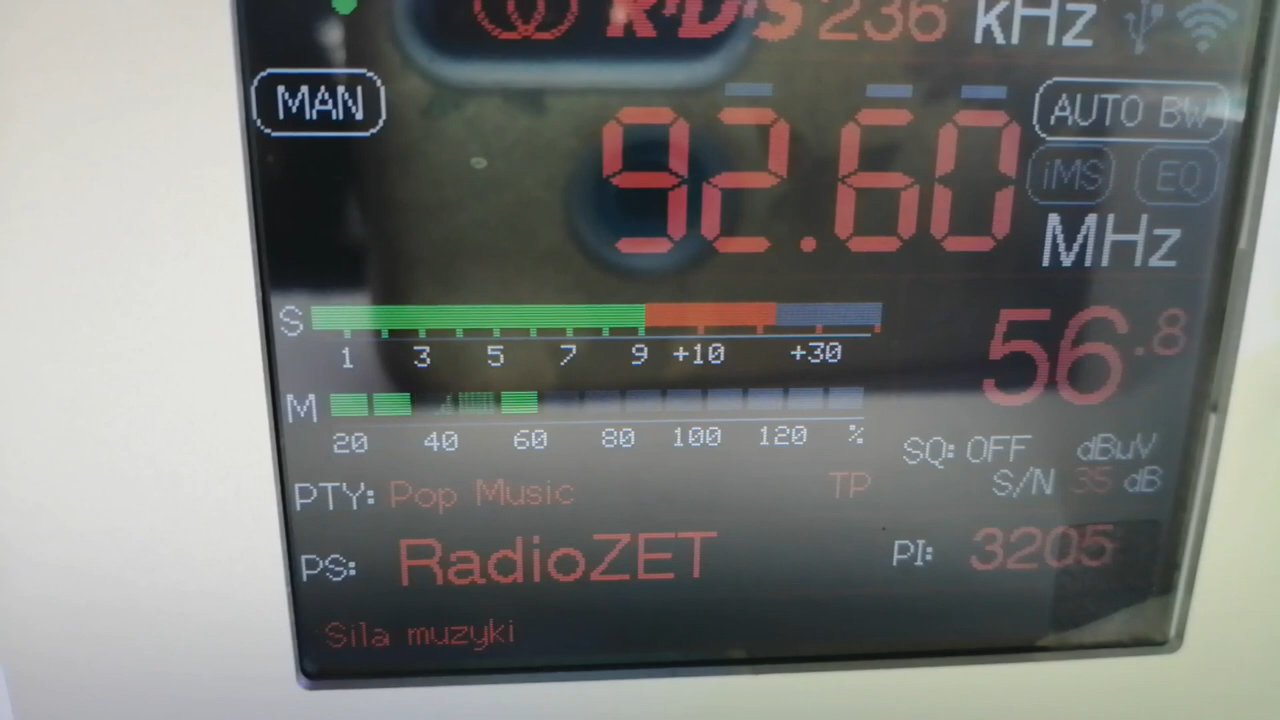 RDS 236 kHz
MAN
92.60
AUTO BW
iMS EQ
MHz
S
1 3 5 7 9 +10 +30
56.8
M
20 40 60 80 100 120 %
SQ: OFF dBuV
S/N 35 dB
PTY: Pop Music TP
PS: RadioZET PI: 3205
Sila muzyki